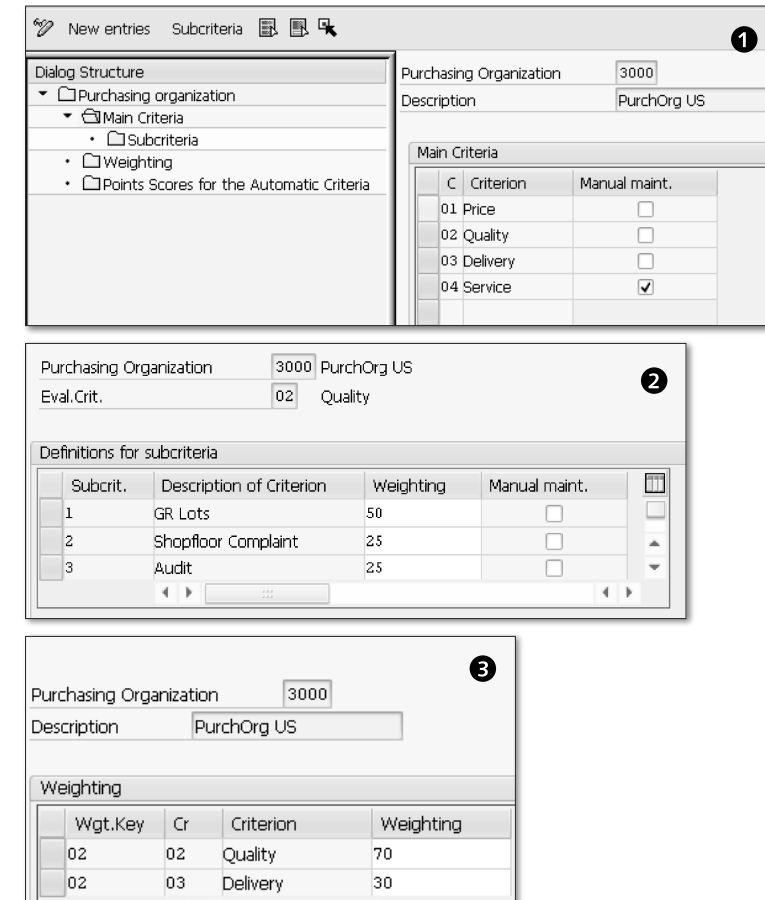 New entries Subcriteria
1
Dialog Structure
Purchasing organization
Main Criteria
Subcriteria
Weighting
Points Scores for the Automatic Criteria
Purchasing Organization 3000
Description PurchOrg US
Main Criteria
C Criterion Manual maint.
01 Price
02 Quality
03 Delivery
04 Service
Purchasing Organization 3000 PurchOrg US
2
Eval.Crit. 02 Quality
Definitions for subcriteria
Subcrit. Description of Criterion Weighting Manual maint.
1 GR Lots 50
2 Shopfloor Complaint 25
3 Audit 25
3
Purchasing Organization 3000
Description PurchOrg US
Weighting
Wgt.Key Cr Criterion Weighting
02 02 Quality 70
02 03 Delivery 30